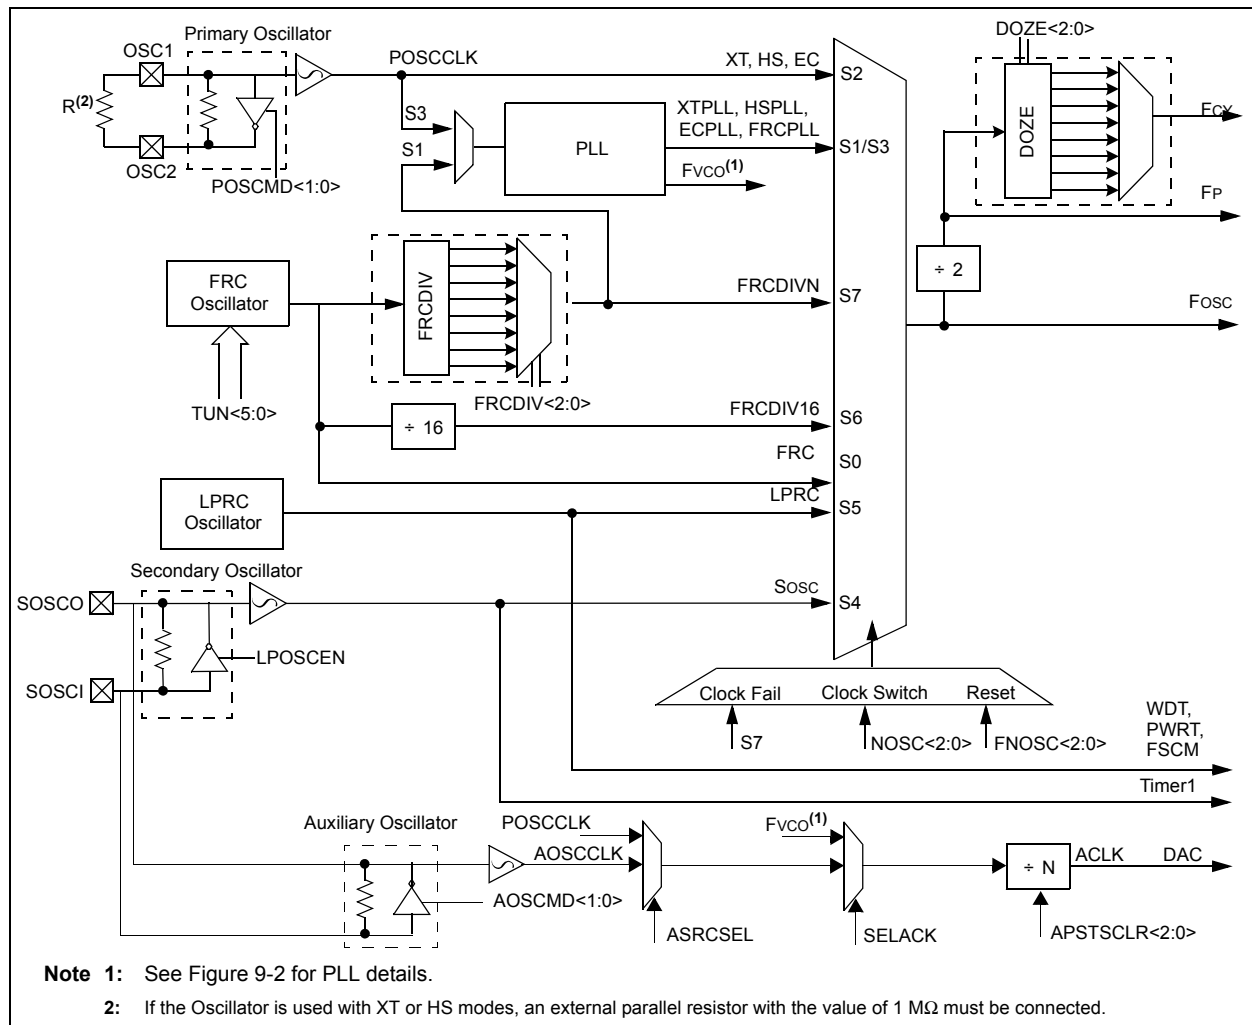 Primary Oscillator
DOZE<2:0>
OSC1
POSCCLK
XT, HS, EC
S2
R(2)
S3
XTPLL, HSPLL,
ECPLL, FRCPLL
PLL
S1/S3
DOZE
FCY
S1
OSC2
POSCMD<1:0>
FVCO(1)
FP
÷ 2
FRC
Oscillator
FRCDIV
FRCDIVN
S7
FOSC
TUN<5:0>
FRCDIV<2:0>
FRCDIV16
S6
÷ 16
FRC
S0
LPRC
Oscillator
LPRC
S5
Secondary Oscillator
SOSCO
SOSC
S4
LPOSCEN
SOSCI
Clock Fail
Clock Switch
Reset
S7
NOSC<2:0>
FNOSC<2:0>
WDT,
PWRT,
FSCM
Timer1
Auxiliary Oscillator
POSCCLK
FVCO(1)
AOSCCLK
÷ N
ACLK
DAC
AOSCMD<1:0>
ASRCSEL
SELACK
APSTSCLR<2:0>
Note 1: See Figure 9-2 for PLL details.
2: If the Oscillator is used with XT or HS modes, an external parallel resistor with the value of 1 MΩ must be connected.